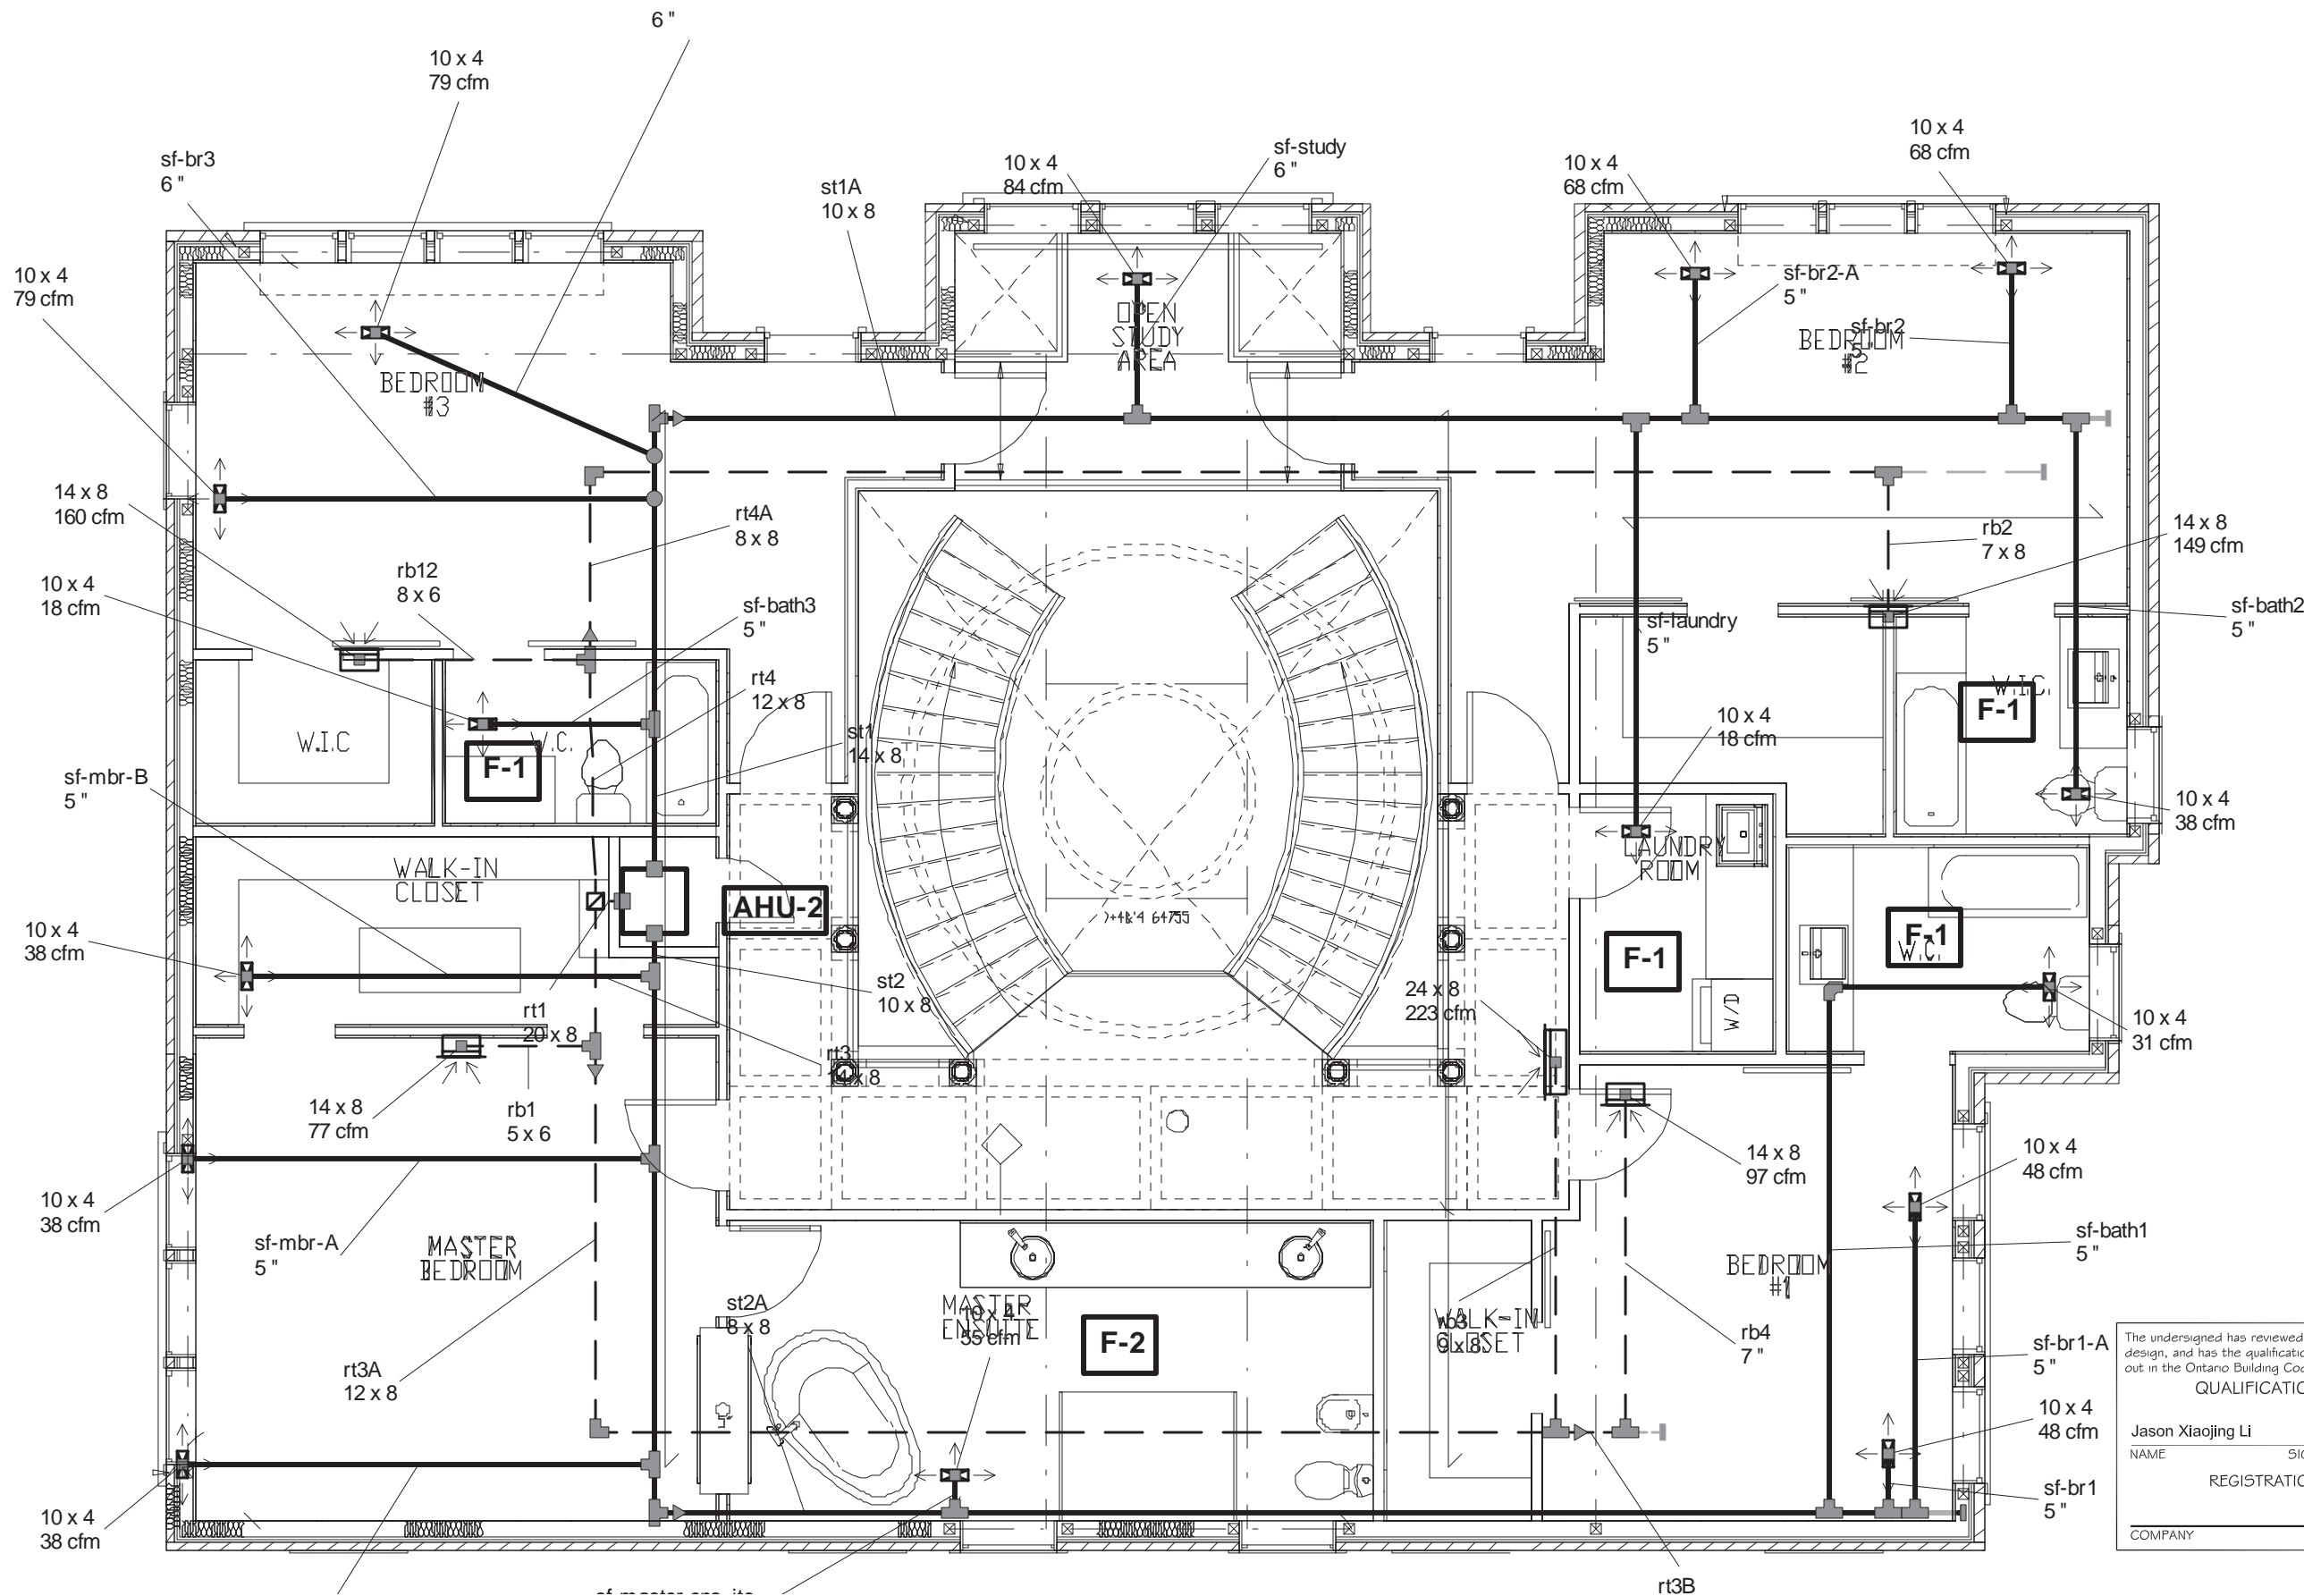 6 "
10 x 4
79 cfm
sf-br3
6 "
10 x 4
79 cfm
st1A
10 x 8
10 x 4
84 cfm
sf-study
6 "
10 x 4
68 cfm
10 x 4
68 cfm
sf-br2-A
5 "
sf-br2
5"
BEDROOM
#2
OPEN
STUDY
AREA
BEDROOM
#3
14 x 8
160 cfm
rt4A
8 x 8
rb2
7 x 8
14 x 8
149 cfm
10 x 4
18 cfm
rb12
8 x 6
sf-bath3
5 "
sf-laundry
5 "
sf-bath2
5 "
rt4
12 x 8
W.I.C.
F-1
W.I.C
W.C.
F-1
st1
14 x 8
10 x 4
18 cfm
sf-mbr-B
5 "
10 x 4
38 cfm
WALK-IN
CLOSET
AHU-2
LAUNDRY
ROOM
10 x 4
38 cfm
F-1
W.C.
F-1
st2
10 x 8
24 x 8
223 cfm
W/D
rt1
20 x 8
10 x 4
31 cfm
rt3
14 x 8
14 x 8
77 cfm
rb1
5 x 6
14 x 8
97 cfm
10 x 4
48 cfm
10 x 4
38 cfm
sf-mbr-A
5 "
MASTER
BEDROOM
BEDROOM
#1
sf-bath1
5 "
st2A
8 x 8
MASTER
ENSUITE
10 x 4
55 cfm
F-2
WALK-IN
CLOSET
rb3
9 x 8
rb4
7 "
sf-br1-A
5 "
rt3A
12 x 8
10 x 4
48 cfm
sf-br1
5 "
10 x 4
38 cfm
rt3B
The undersigned has reviewed
design, and has the
out in the Ontario Building
Jason Xiaojing Li
NAME
COMPANY